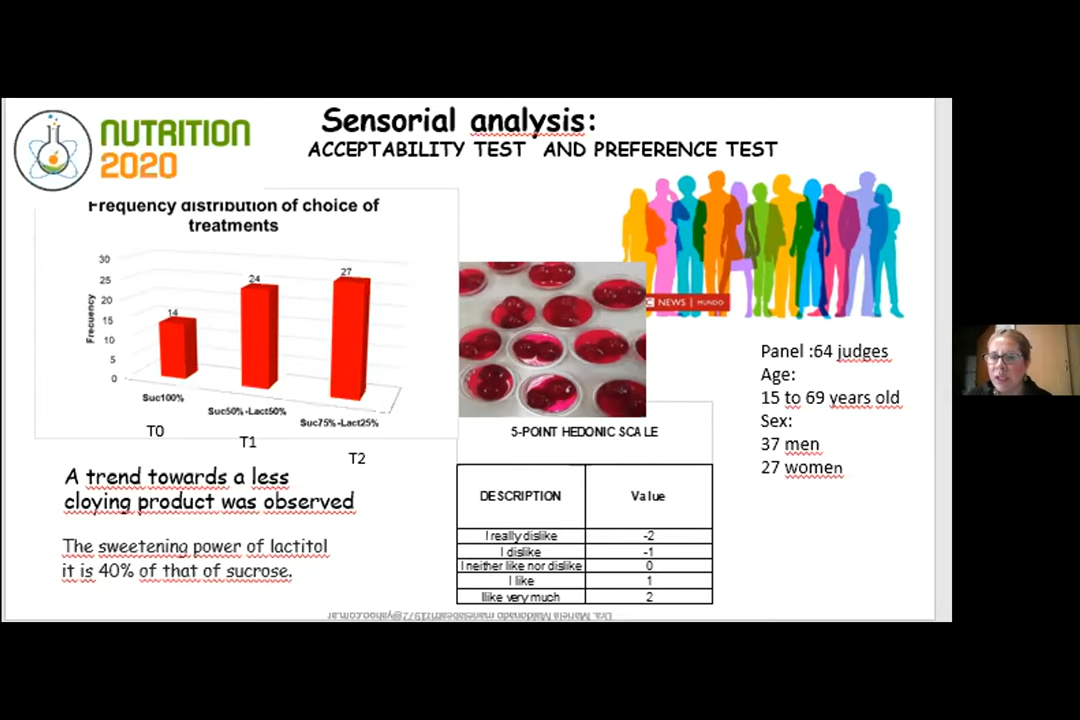 NUTRITION
2020
Sensorial analysis:
ACCEPTABILITY TEST AND PREFERENCE TEST
Frequency distribution of choice of
treatments
Frecuency
30
25
20
15
10
5
0
14
24
27
Suc100%
Suc50%-Lact50%
Suc75%-Lact25%
T0
T1
T2
A trend towards a less
cloying product was observed
The sweetening power of lactitol
it is 40% of that of sucrose.
C NEWS | MUNDO
5-POINT HEDONIC SCALE
DESCRIPTION Value
I really dislike -2
I dislike -1
I neither like nor dislike 0
I like 1
Ilike very much 2
Panel :64 judges
Age:
15 to 69 years old
Sex:
37 men
27 women